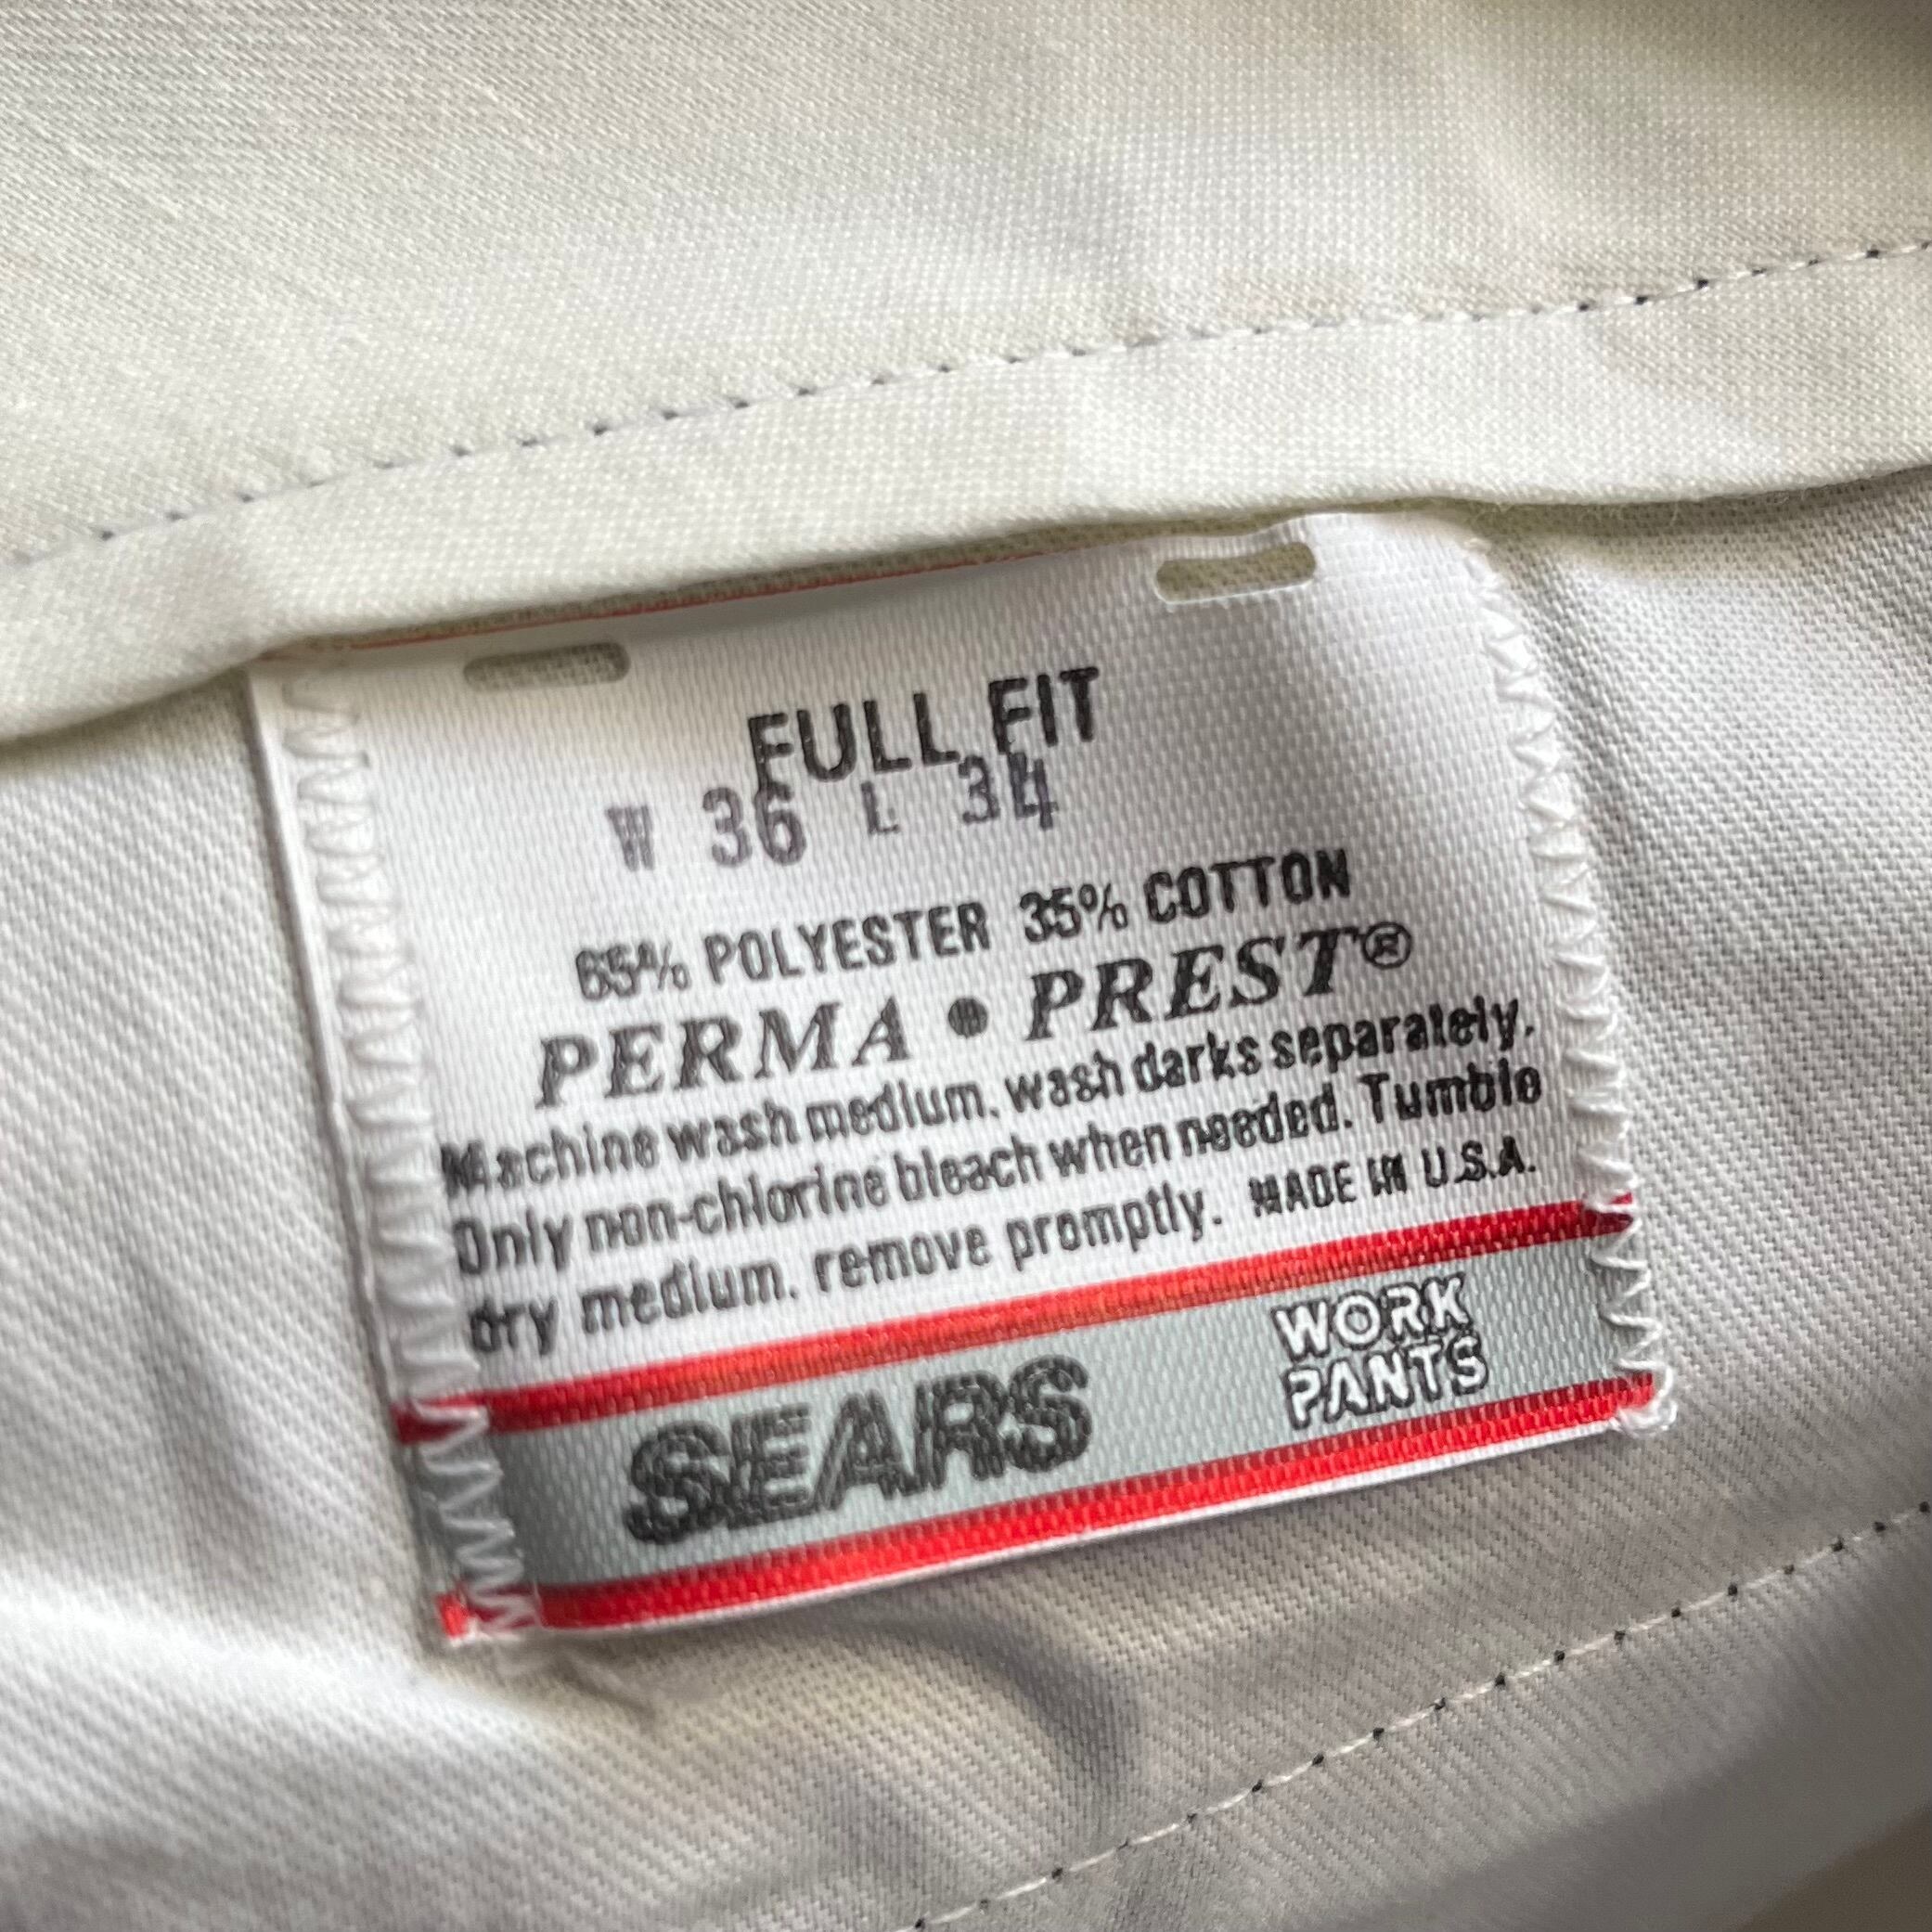 FULL FIT
W 36 L 34
65% POLYESTER 35% COTTON
PERMA • PREST®
Machine wash medium. wash darks separately.
Only non-chlorine bleach when needed. Tumble
dry medium. remove promptly. MADE IN U.S.A.
SEARS WORK
PANTS